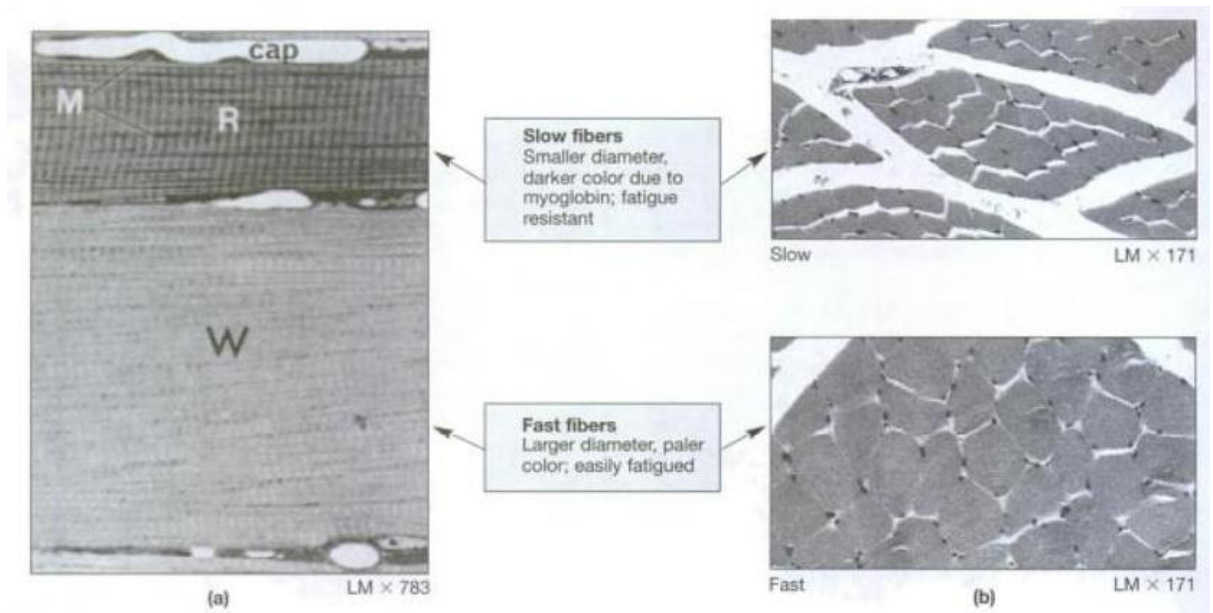 cap
M
R
W
LM × 783
(a)
Slow fibers
Smaller diameter,
darker color due to
myoglobin; fatigue
resistant
Fast fibers
Larger diameter, paler
color; easily fatigued
Slow
LM × 171
Fast
LM × 171
(b)